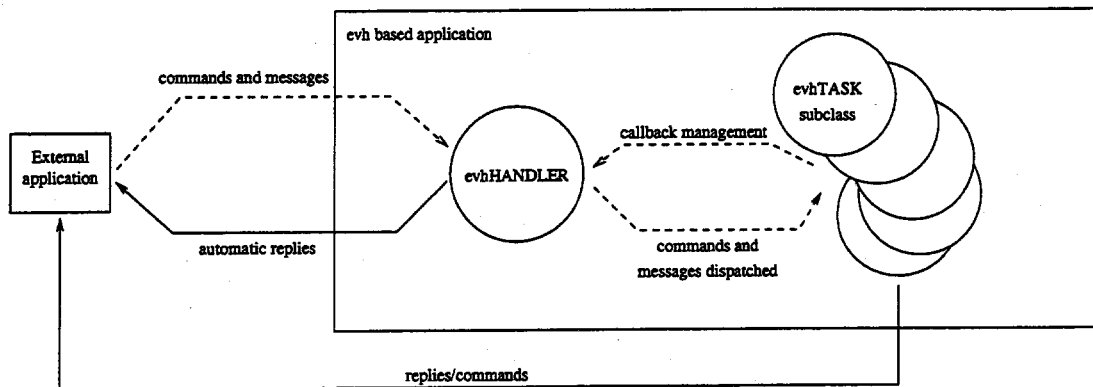 evh based application
commands and messages
evhTASK
subclass
callback management
External
application
evhHANDLER
automatic replies
commands and
messages dispatched
replies/commands